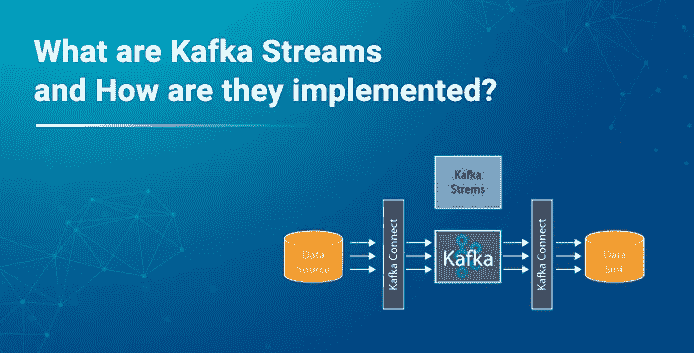 What are Kafka Streams
and How are they implemented?
Kafka
Strems
Data
Source
Kafka Connect
Kafka
Kafka Connect
Data
Sink